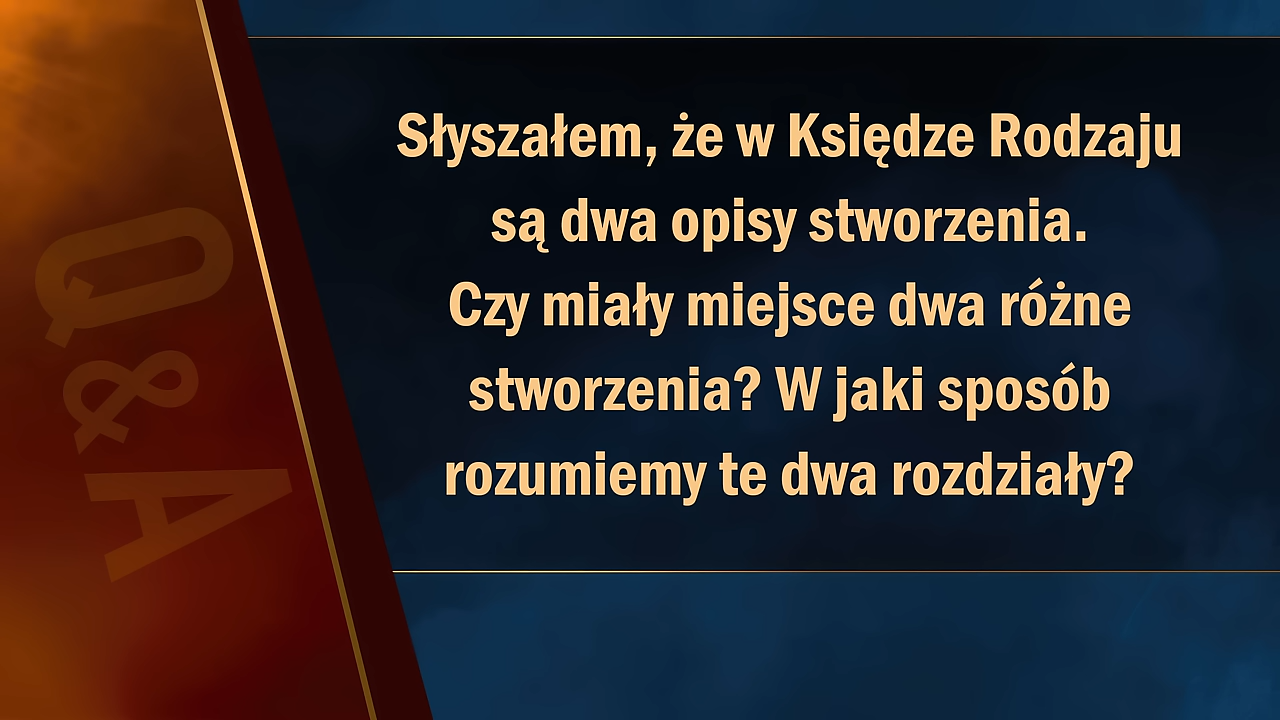 Q & A
Słyszałem, że w Księdze Rodzaju
są dwa opisy stworzenia.
Czy miały miejsce dwa różne
stworzenia? W jaki sposób
rozumiemy te dwa rozdziały?